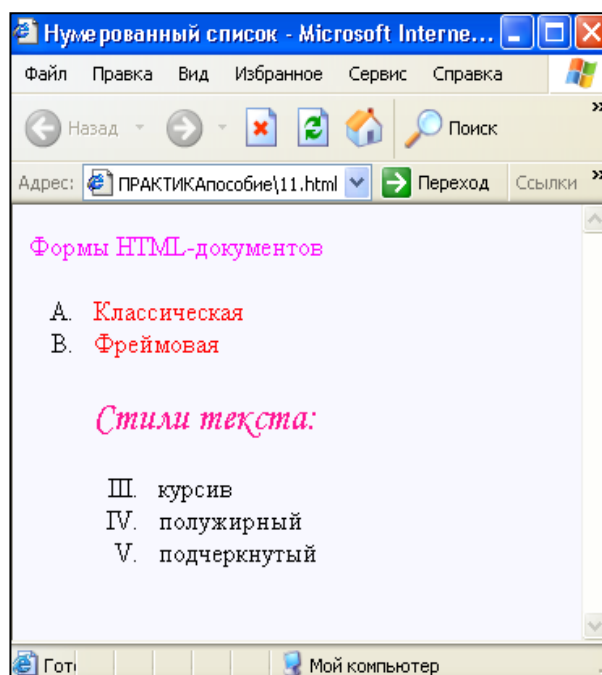 Нумерованный список - Microsoft Interne...
Файл Правка Вид Избранное Сервис Справка
Назад Поиск »
Адрес: ПРАКТИКАпособие\11.html Переход Ссылки »
Формы HTML-документов
A. Классическая
B. Фреймовая
Стили текста:
III. курсив
IV. полужирный
V. подчеркнутый
Мой компьютер